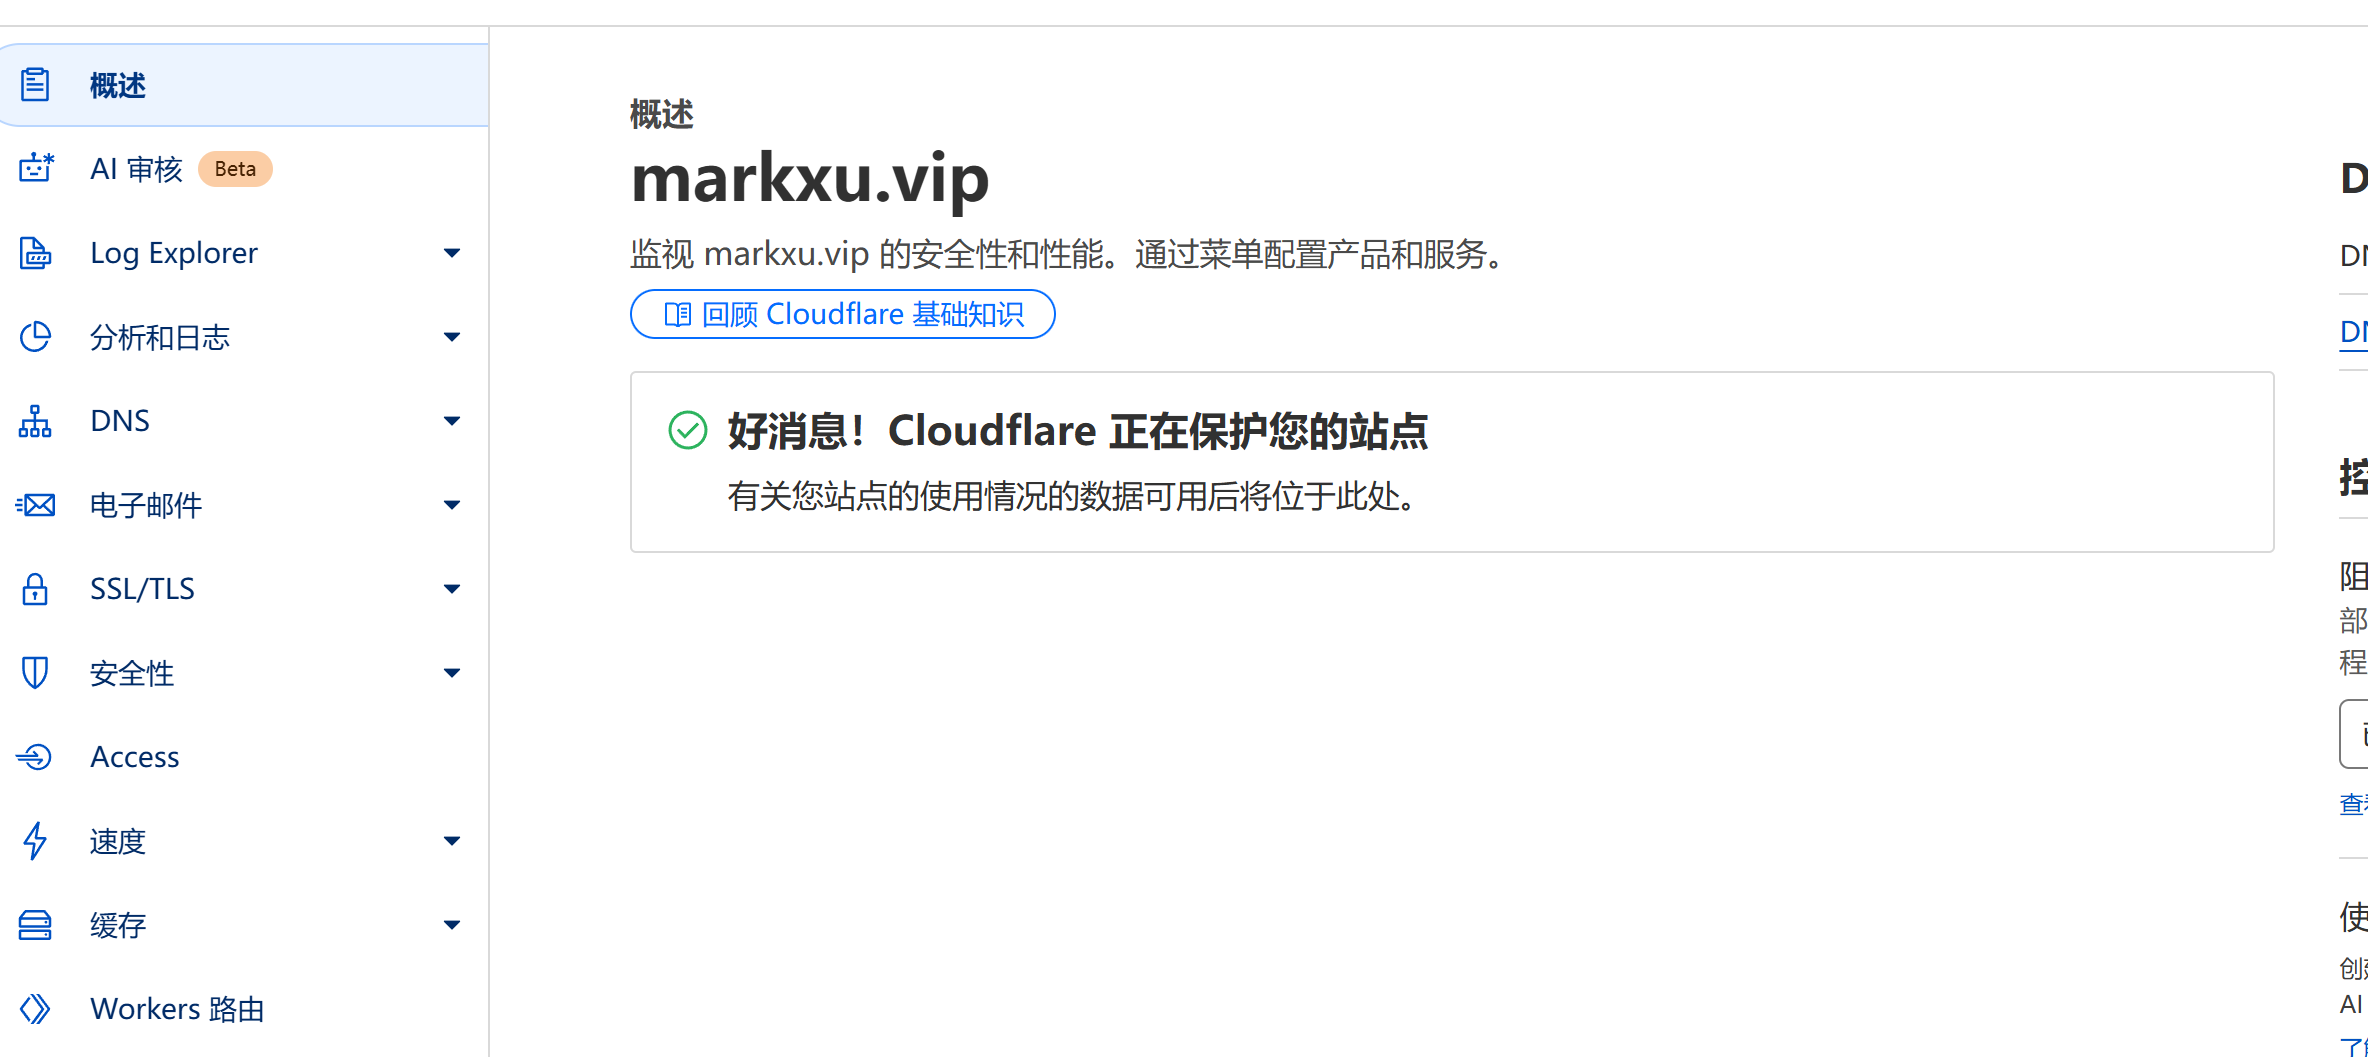 概述
AI 审核 Beta
Log Explorer
分析和日志
DNS
电子邮件
SSL/TLS
安全性
Access
速度
缓存
Workers 路由
概述
markxu.vip
监视 markxu.vip 的安全性和性能。通过菜单配置产品和服务。
回顾 Cloudflare 基础知识
好消息！Cloudflare 正在保护您的站点
有关您站点的使用情况的数据可用后将位于此处。
控
阻
部
程
使
AI